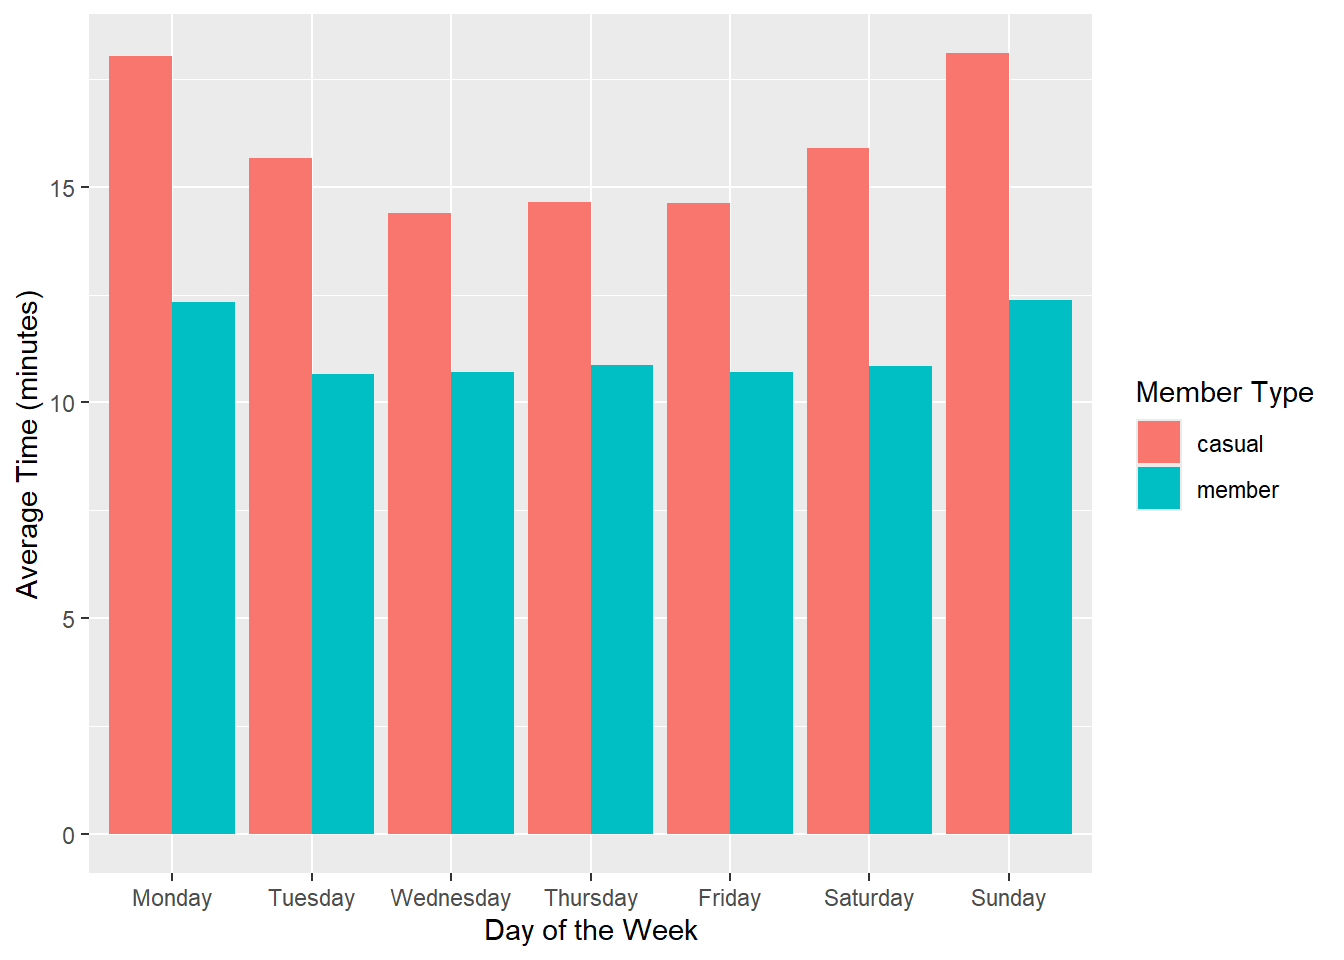 Average Time (minutes)
15
10
5
0
Monday Tuesday Wednesday Thursday Friday Saturday Sunday
Day of the Week
Member Type
casual
member